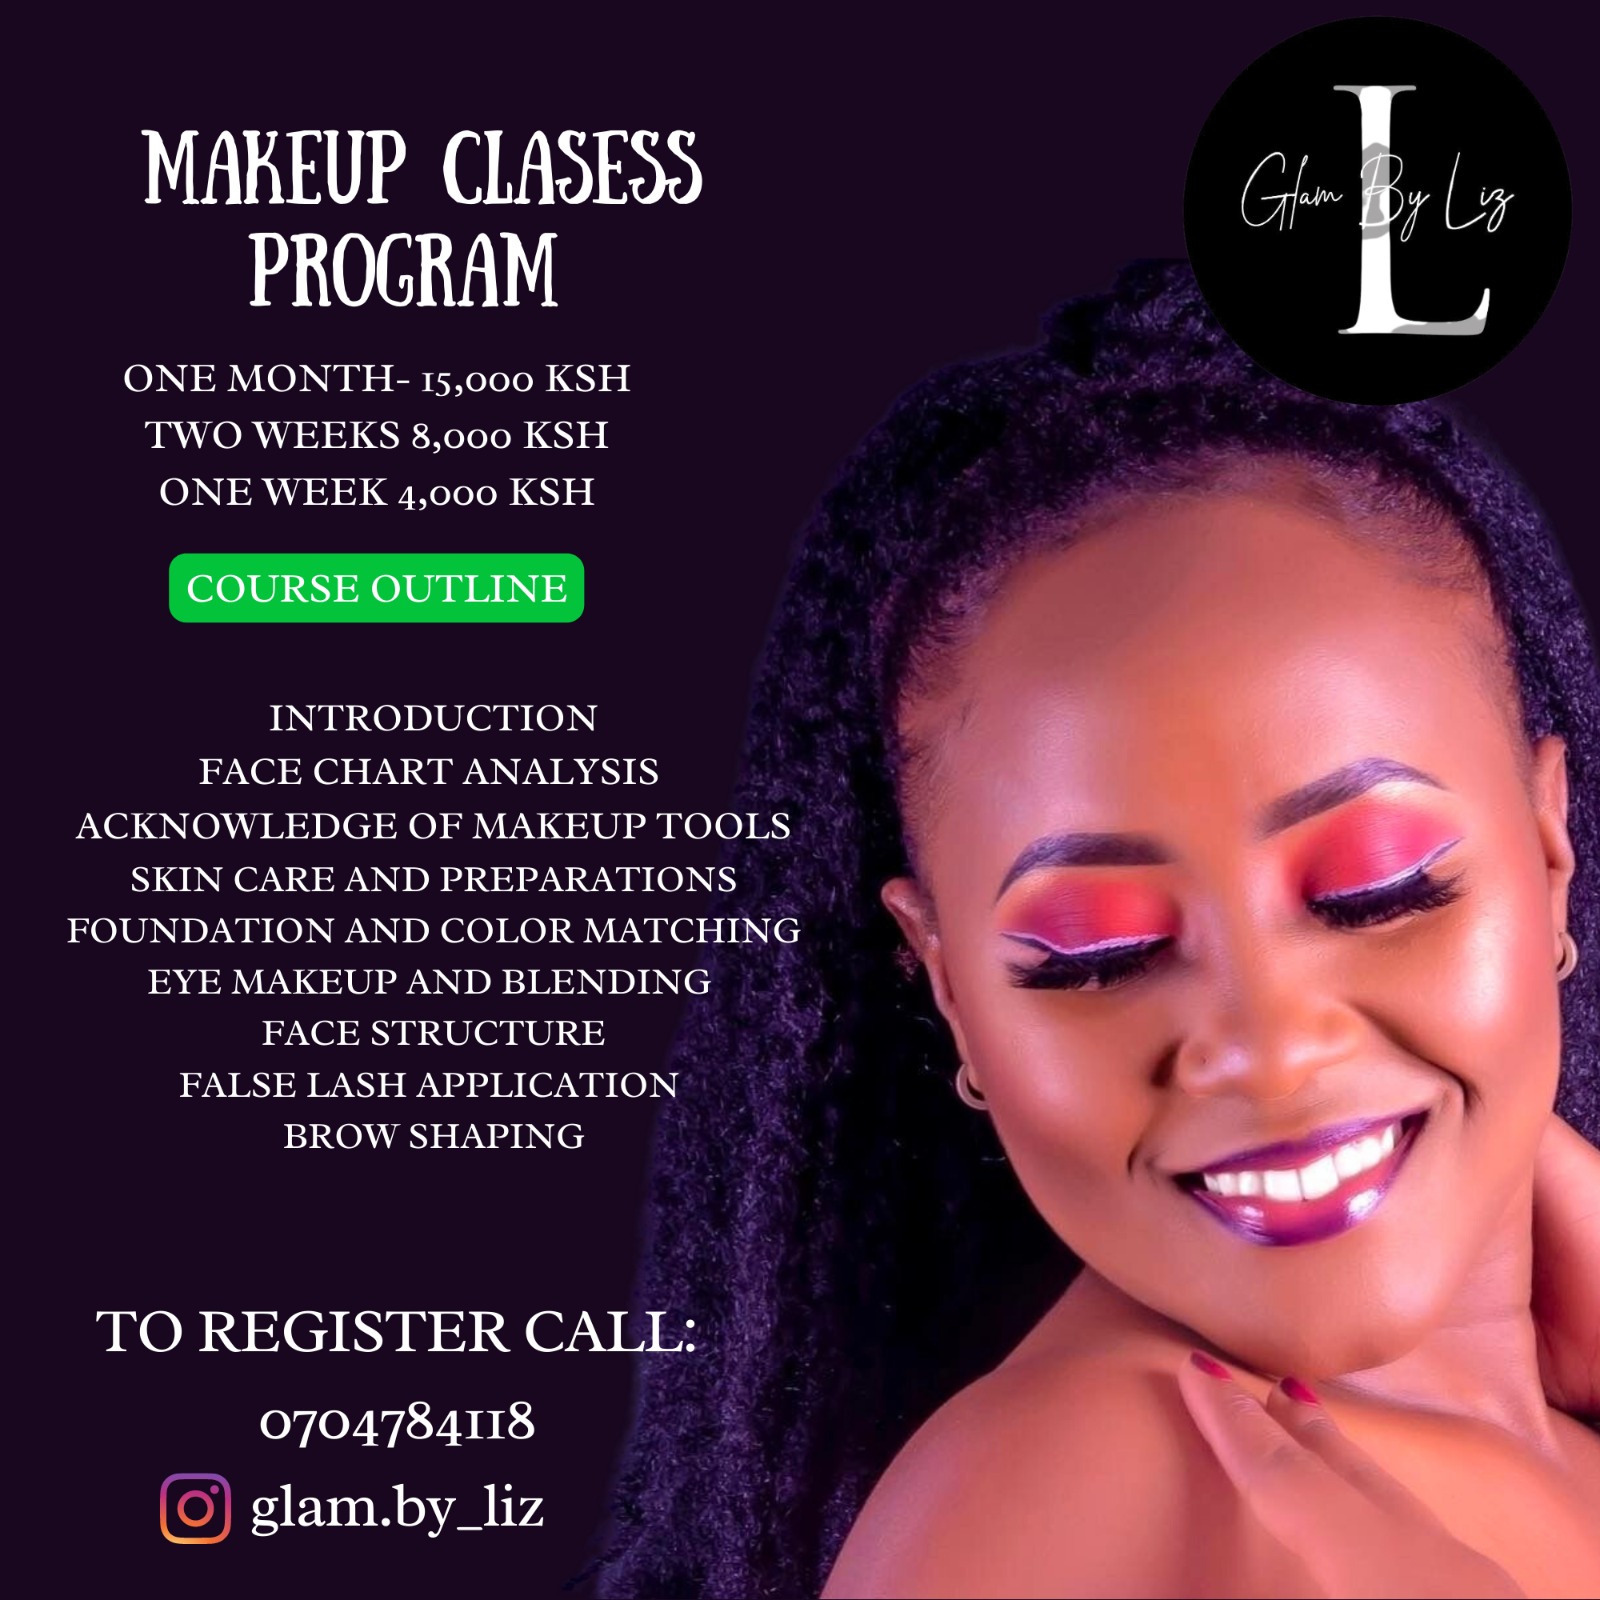 MAKEUP CLASESS
PROGRAM
ONE MONTH- 15,000 KSH
TWO WEEKS 8,000 KSH
ONE WEEK 4,000 KSH
COURSE OUTLINE
INTRODUCTION
FACE CHART ANALYSIS
ACKNOWLEDGE OF MAKEUP TOOLS
SKIN CARE AND PREPARATIONS
FOUNDATION AND COLOR MATCHING
EYE MAKEUP AND BLENDING
FACE STRUCTURE
FALSE LASH APPLICATION
BROW SHAPING
TO REGISTER CALL:
0704784118
glam.by_liz
L
Glam By Liz